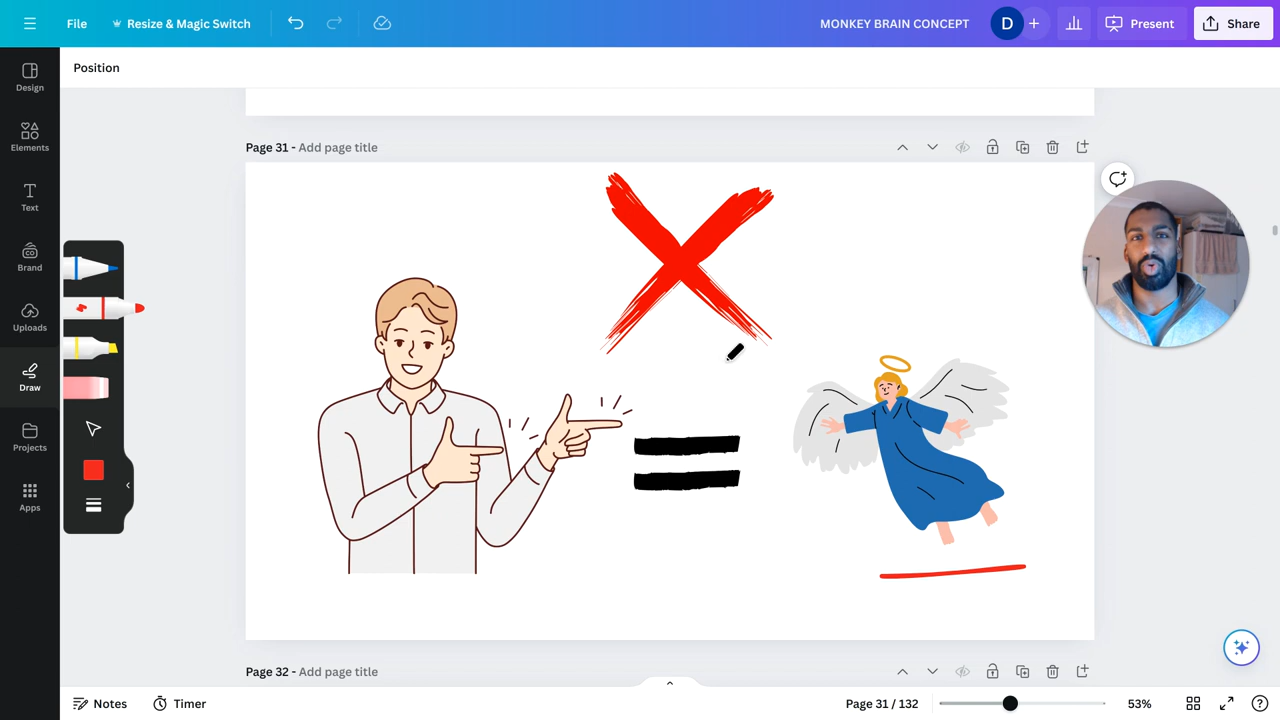 File
Resize & Magic Switch
MONKEY BRAIN CONCEPT
D
Present
Share
Position
Design
Elements
Text
Brand
Uploads
Draw
Projects
Apps
Page 31 - Add page title
Page 32 - Add page title
Notes
Timer
Page 31 / 132
53%